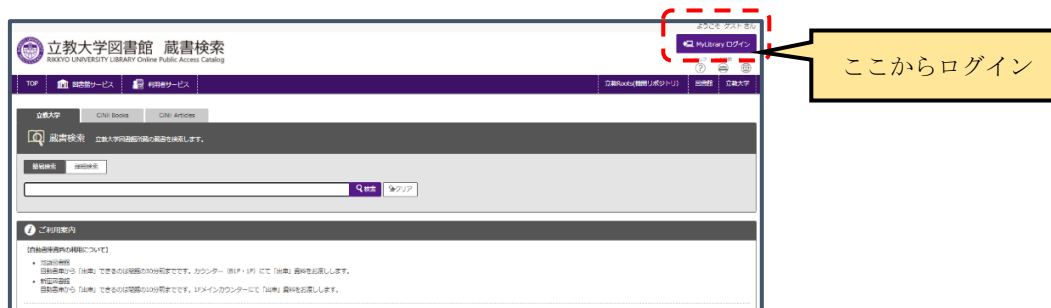 ようこそ ゲスト さん
立教大学図書館 蔵書検索
RIKKYO UNIVERSITY LIBRARY Online Public Access Catalog
MyLibrary ログイン
ここからログイン
TOP 図書館サービス 利用者サービス 立教Roots(機関リポジトリ) 図書館 立教大学
立教大学 CiNii Books CiNii Articles
蔵書検索 立教大学図書館所蔵の蔵書を検索します。
簡易検索 詳細検索
検索 クリア
ご利用案内
【自動書庫資料の利用について】
池袋図書館
自動書庫から「出庫」できるのは閉館の30分前までです。カウンター（B1F・1F）にて「出庫」資料をお渡しします。
新座図書館
自動書庫から「出庫」できるのは閉館の10分前までです。1Fメインカウンターにて「出庫」資料をお渡しします。